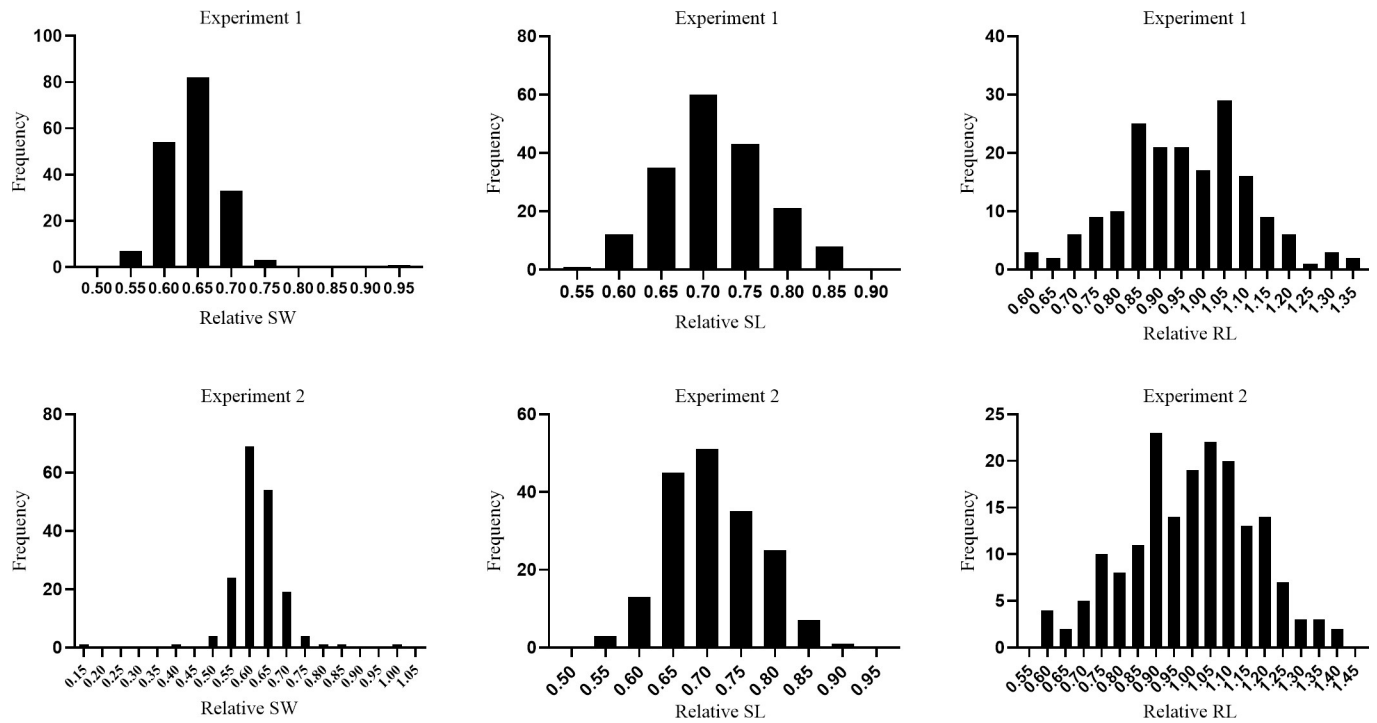 Experiment 1
Frequency
100
80
60
40
20
0
0.50 0.55 0.60 0.65 0.70 0.75 0.80 0.85 0.90 0.95
Relative SW
Experiment 1
Frequency
80
60
40
20
0
0.55 0.60 0.65 0.70 0.75 0.80 0.85 0.90
Relative SL
Experiment 1
Frequency
40
30
20
10
0
0.60 0.65 0.70 0.75 0.80 0.85 0.90 0.95 1.00 1.05 1.10 1.15 1.20 1.25 1.30 1.35
Relative RL
Experiment 2
Frequency
80
60
40
20
0
0.15 0.20 0.25 0.30 0.35 0.40 0.45 0.50 0.55 0.60 0.65 0.70 0.75 0.80 0.85 0.90 0.95 1.00 1.05
Relative SW
Experiment 2
Frequency
60
40
20
0
0.50 0.55 0.60 0.65 0.70 0.75 0.80 0.85 0.90 0.95
Relative SL
Experiment 2
Frequency
25
20
15
10
5
0
0.55 0.60 0.65 0.70 0.75 0.80 0.85 0.90 0.95 1.00 1.05 1.10 1.15 1.20 1.25 1.30 1.35 1.40 1.45
Relative RL